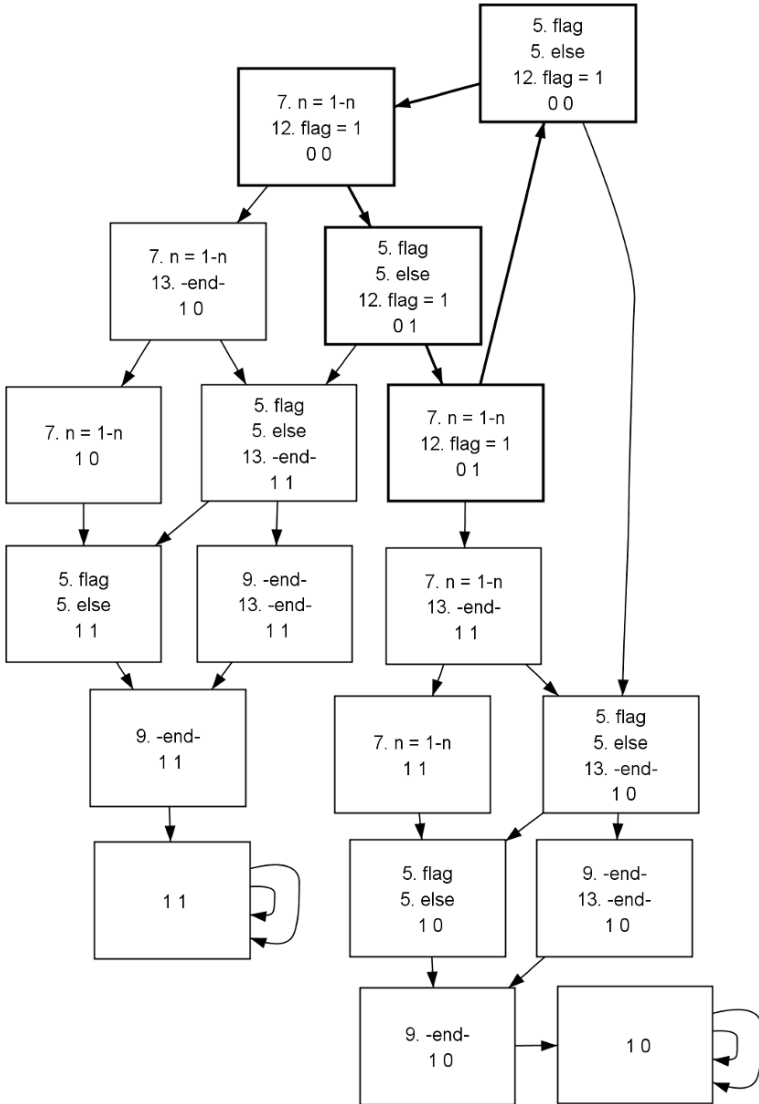 5. flag
5. else
12. flag = 1
0 0
7. n = 1-n
12. flag = 1
0 0
7. n = 1-n
13. -end-
1 0
5. flag
5. else
12. flag = 1
0 1
7. n = 1-n
1 0
5. flag
5. else
13. -end-
1 1
7. n = 1-n
12. flag = 1
0 1
5. flag
5. else
1 1
9. -end-
13. -end-
1 1
7. n = 1-n
13. -end-
1 1
9. -end-
1 1
7. n = 1-n
1 1
5. flag
5. else
13. -end-
1 0
1 1
5. flag
5. else
1 0
9. -end-
13. -end-
1 0
9. -end-
1 0
1 0